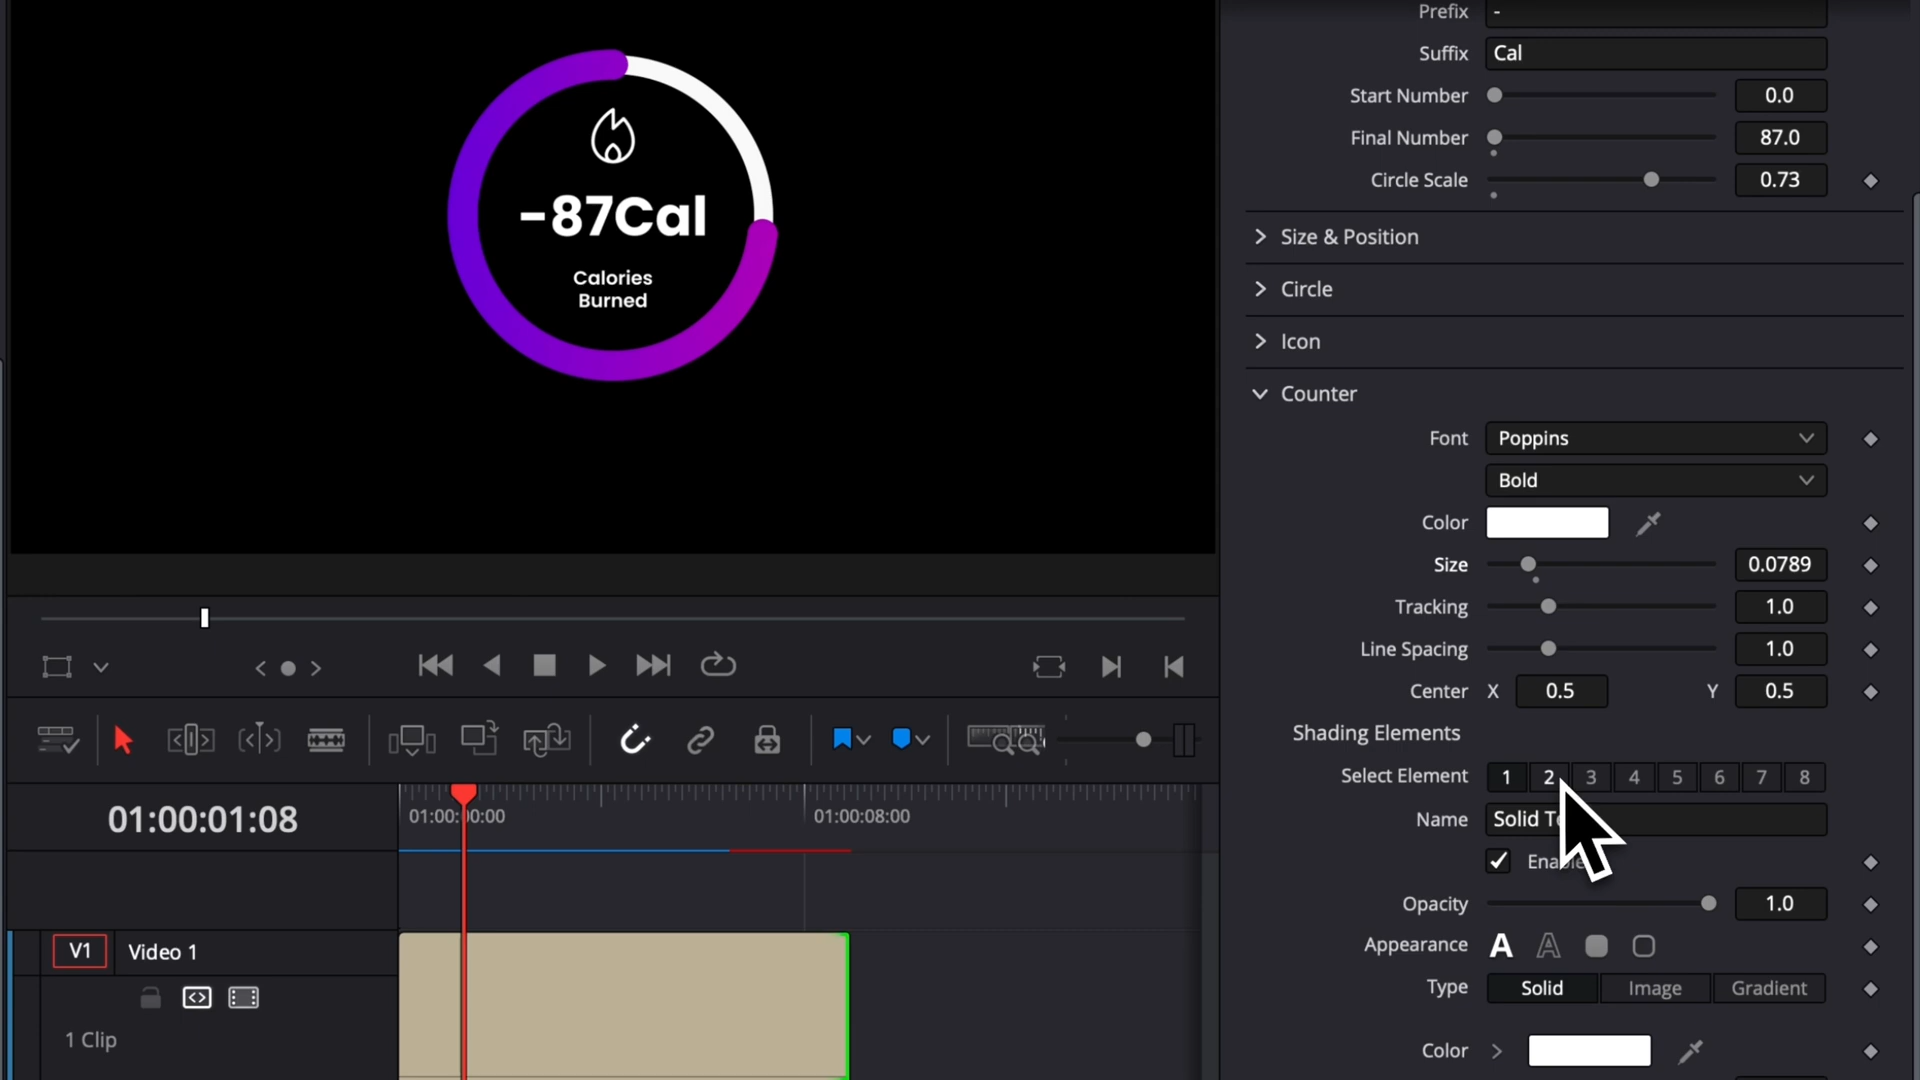 -87Cal
Calories
Burned
Prefix -
Suffix Cal
Start Number 0.0
Final Number 87.0
Circle Scale 0.73
Size & Position
Circle
Icon
Counter
Font Poppins
Bold
Color
Size 0.0789
Tracking 1.0
Line Spacing 1.0
Center X 0.5 Y 0.5
Shading Elements
Select Element 1 2 3 4 5 6 7 8
Name Solid
Opacity 1.0
Appearance A A
Type Solid Image Gradient
Color
01:00:01:08
01:00:00:00
01:00:08:00
V1 Video 1
1 Clip